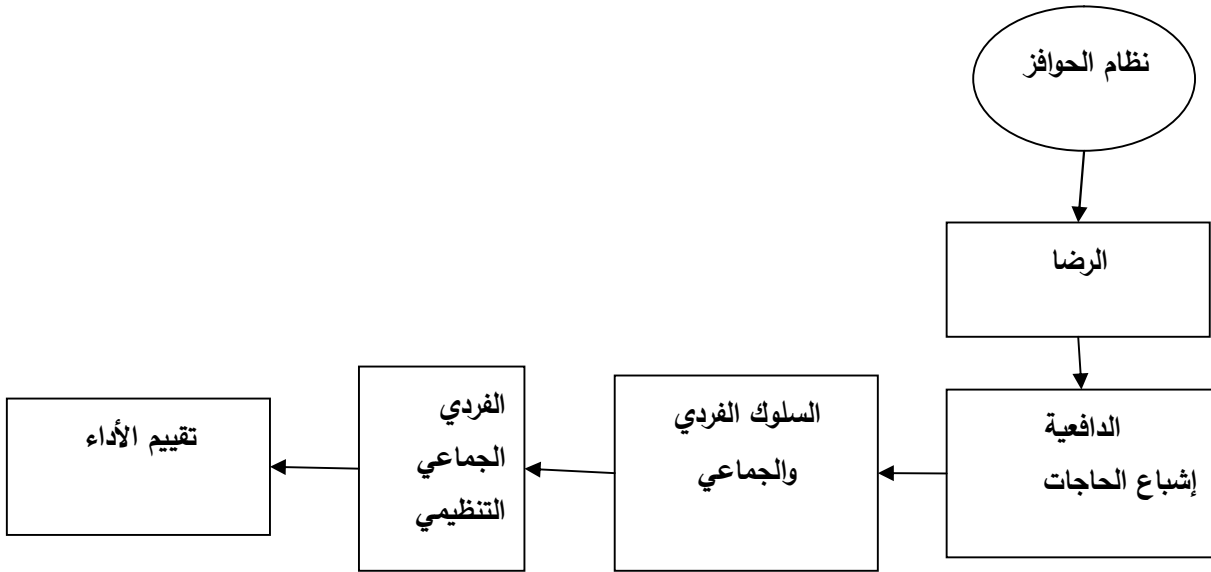 نظام الحوافز
الرضا
الدافعية
إشباع الحاجات
السلوك الفردي
والجماعي
الفردي
الجماعي
التنظيمي
تقييم الأداء